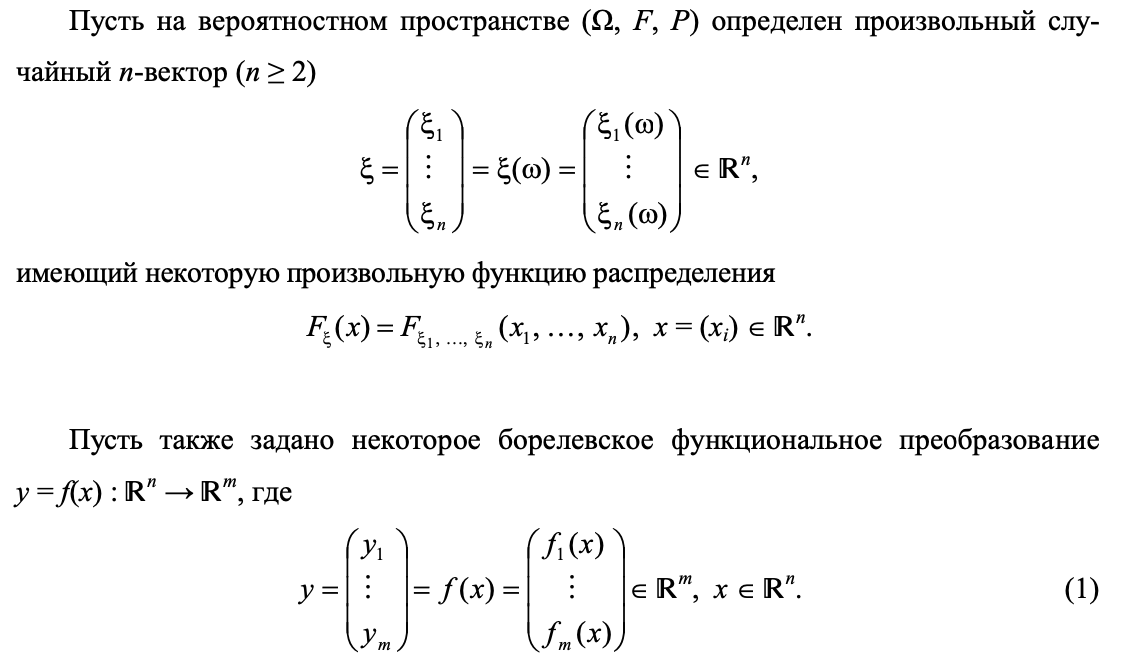 Пусть на вероятностном пространстве (Ω, F, P) определен произвольный слу-
чайный n-вектор (n ≥ 2)
ξ = (ξ₁ ⋮ ξₙ) = ξ(ω) = (ξ₁(ω) ⋮ ξₙ(ω)) ∈ ℝⁿ,
имеющий некоторую произвольную функцию распределения
F_ξ(x) = F_{ξ₁, …, ξₙ}(x₁, …, xₙ), x = (xᵢ) ∈ ℝⁿ.
Пусть также задано некоторое борелевское функциональное преобразование
y = f(x) : ℝⁿ → ℝᵐ, где
y = (y₁ ⋮ yₘ) = f(x) = (f₁(x) ⋮ fₘ(x)) ∈ ℝᵐ, x ∈ ℝⁿ. (1)